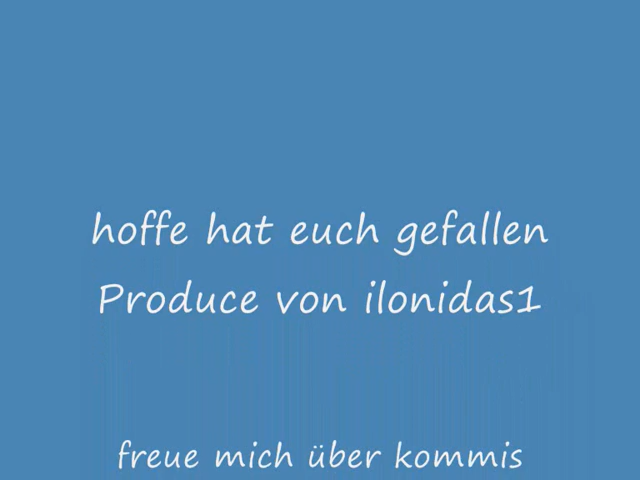 hoffe hat euch gefallen
Produce von ilonidas1
freue mich über kommis